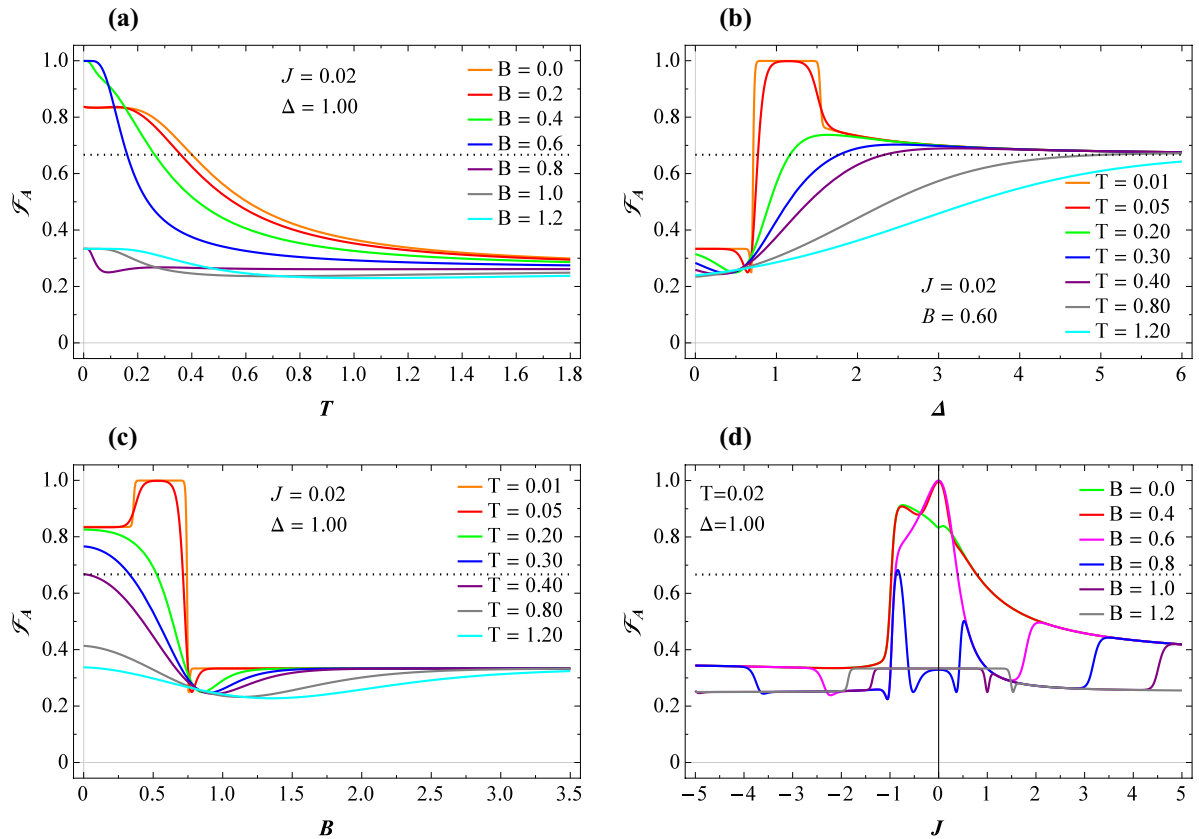 (a)
1.0
0.8
0.6
0.4
0.2
0
ℱ_A
J = 0.02
Δ = 1.00
B = 0.0
B = 0.2
B = 0.4
B = 0.6
B = 0.8
B = 1.0
B = 1.2
0 0.2 0.4 0.6 0.8 1.0 1.2 1.4 1.6 1.8
T
(b)
1.0
0.8
0.6
0.4
0.2
0
ℱ_A
T = 0.01
T = 0.05
T = 0.20
T = 0.30
T = 0.40
T = 0.80
T = 1.20
J = 0.02
B = 0.60
0 1 2 3 4 5 6
Δ
(c)
1.0
0.8
0.6
0.4
0.2
0
ℱ_A
J = 0.02
Δ = 1.00
T = 0.01
T = 0.05
T = 0.20
T = 0.30
T = 0.40
T = 0.80
T = 1.20
0 0.5 1.0 1.5 2.0 2.5 3.0 3.5
B
(d)
1.0
0.8
0.6
0.4
0.2
0
ℱ_A
T=0.02
Δ=1.00
B = 0.0
B = 0.4
B = 0.6
B = 0.8
B = 1.0
B = 1.2
−5 −4 −3 −2 −1 0 1 2 3 4 5
J